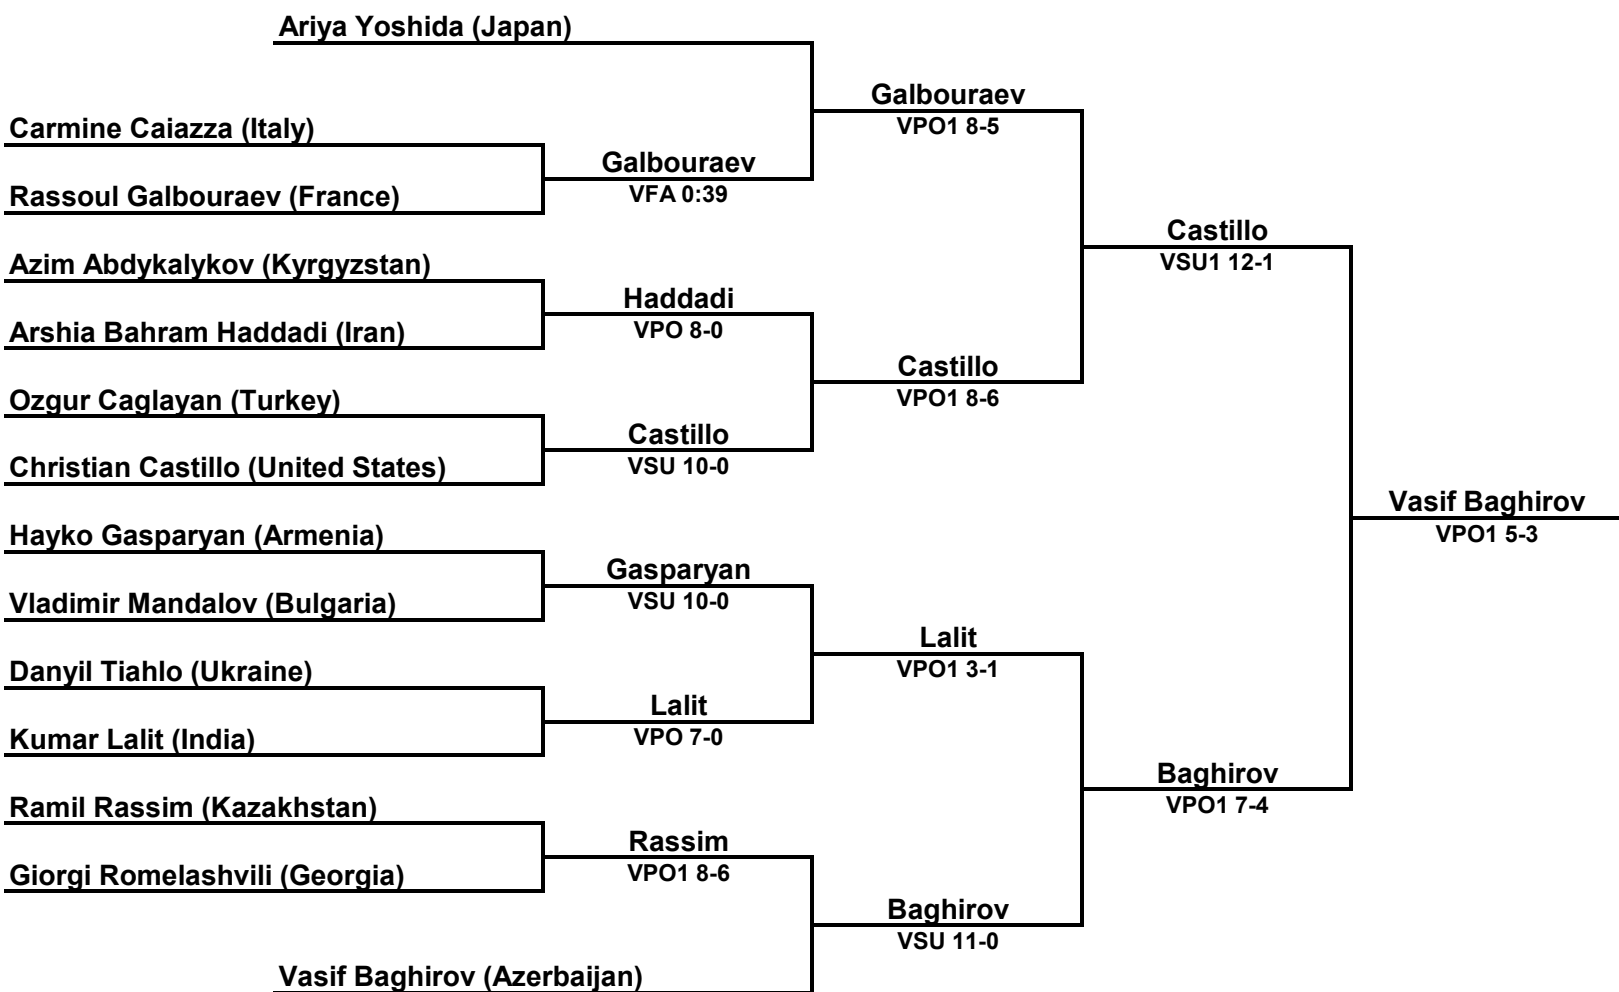 Ariya Yoshida (Japan)
Carmine Caiazza (Italy)
Rassoul Galbouraev (France)
Azim Abdykalykov (Kyrgyzstan)
Arshia Bahram Haddadi (Iran)
Ozgur Caglayan (Turkey)
Christian Castillo (United States)
Hayko Gasparyan (Armenia)
Vladimir Mandalov (Bulgaria)
Danyil Tiahlo (Ukraine)
Kumar Lalit (India)
Ramil Rassim (Kazakhstan)
Giorgi Romelashvili (Georgia)
Vasif Baghirov (Azerbaijan)
Galbouraev
VFA 0:39
Haddadi
VPO 8-0
Castillo
VSU 10-0
Gasparyan
VSU 10-0
Lalit
VPO 7-0
Rassim
VPO1 8-6
Galbouraev
VPO1 8-5
Castillo
VPO1 8-6
Lalit
VPO1 3-1
Baghirov
VSU 11-0
Castillo
VSU1 12-1
Baghirov
VPO1 7-4
Vasif Baghirov
VPO1 5-3